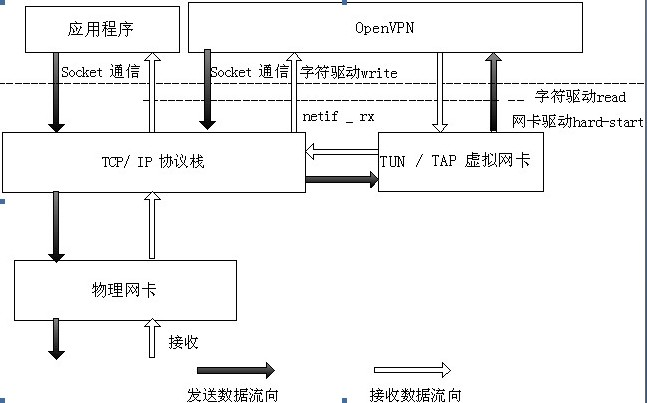 应用程序
OpenVPN
Socket 通信
Socket 通信
字符驱动write
字符驱动read
netif _ rx
网卡驱动hard-start
TCP/ IP 协议栈
TUN / TAP 虚拟网卡
物理网卡
接收
发送数据流向
接收数据流向